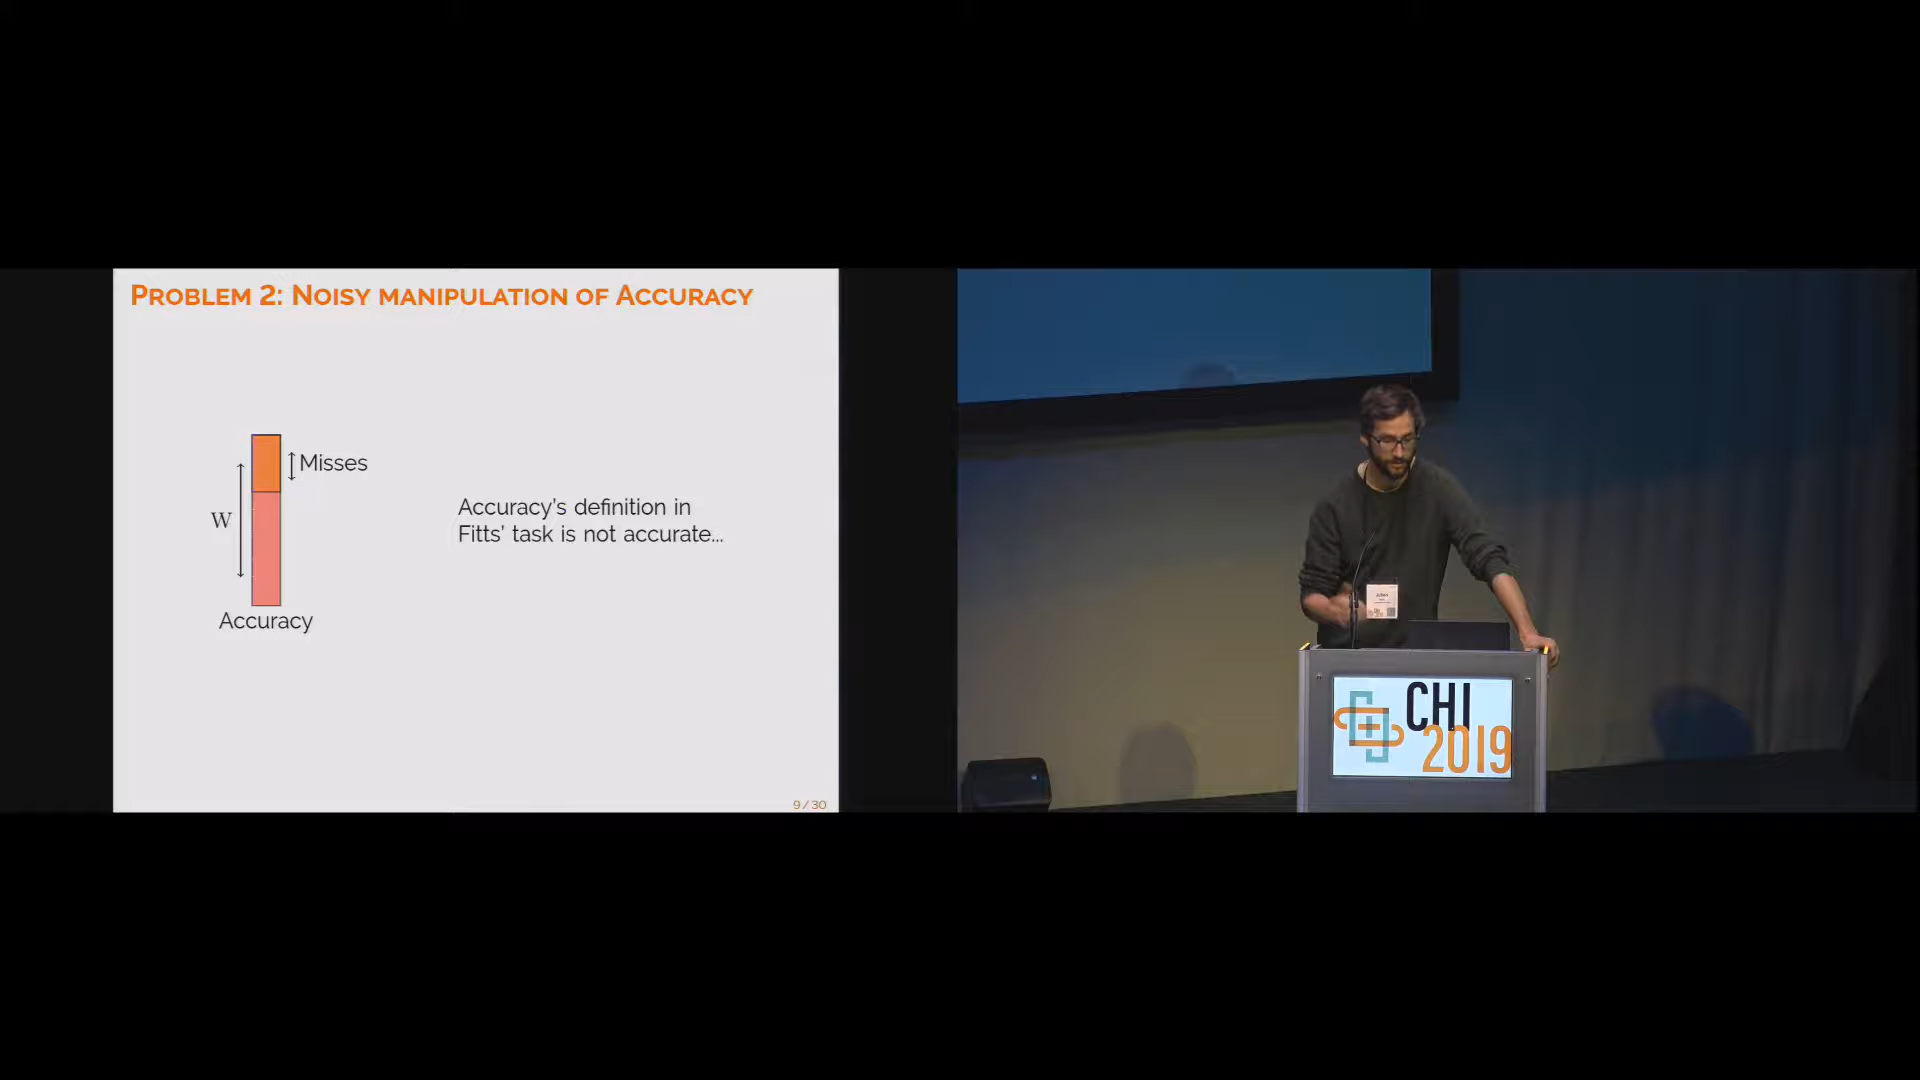 PROBLEM 2: NOISY MANIPULATION OF ACCURACY
Misses
W
Accuracy's definition in
Fitts' task is not accurate...
Accuracy
9 / 30
CHI
2019